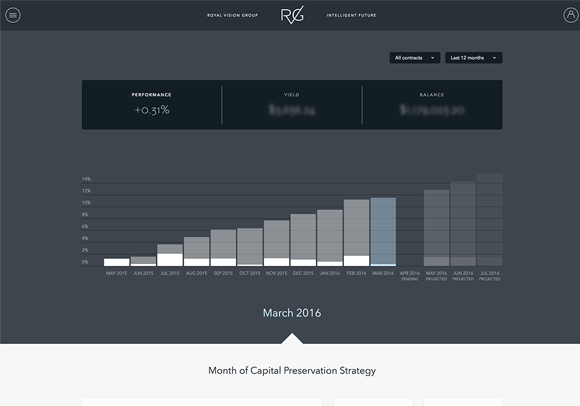 ROYAL VISION GROUP
RVG
INTELLIGENT FUTURE
All contracts
Last 12 months
PERFORMANCE
YIELD
BALANCE
+0.31%
14%
12%
10%
8%
6%
4%
2%
0%
MAY 2015 JUN 2015 JUL 2015 AUG 2015 SEP 2015 OCT 2015 NOV 2015 DEC 2015 JAN 2016 FEB 2016 MAR 2016 APR 2016 MAY 2016 JUN 2016 JUL 2016
PENDING PROJECTED PROJECTED PROJECTED
March 2016
Month of Capital Preservation Strategy